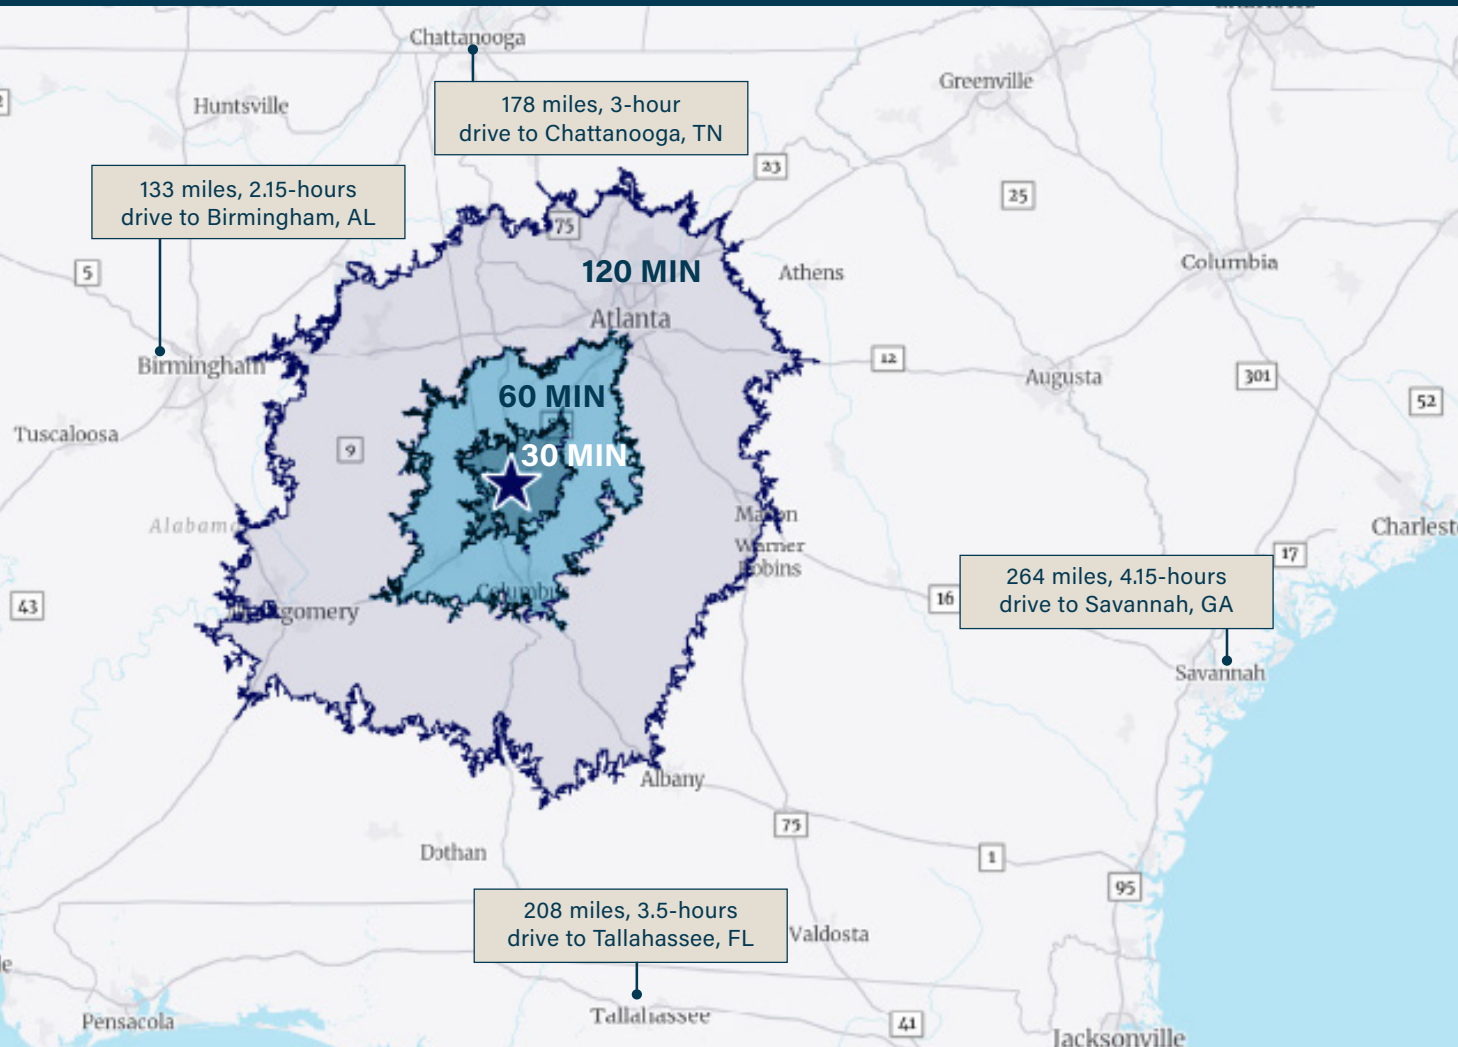 Chattanooga
178 miles, 3-hour
drive to Chattanooga, TN
Greenville
Huntsville
133 miles, 2.15-hours
drive to Birmingham, AL
23
25
75
5
120 MIN
Athens
Columbia
Atlanta
Birmingham
12
Augusta
301
52
60 MIN
Tuscaloosa
9
30 MIN
Alabama
Macon
Warner
Robins
Charlest
17
264 miles, 4.15-hours
drive to Savannah, GA
16
43
Columbus
Montgomery
Savannah
Albany
75
Dothan
1
95
208 miles, 3.5-hours
drive to Tallahassee, FL
Valdosta
Tallahassee
Pensacola
41
Jacksonville